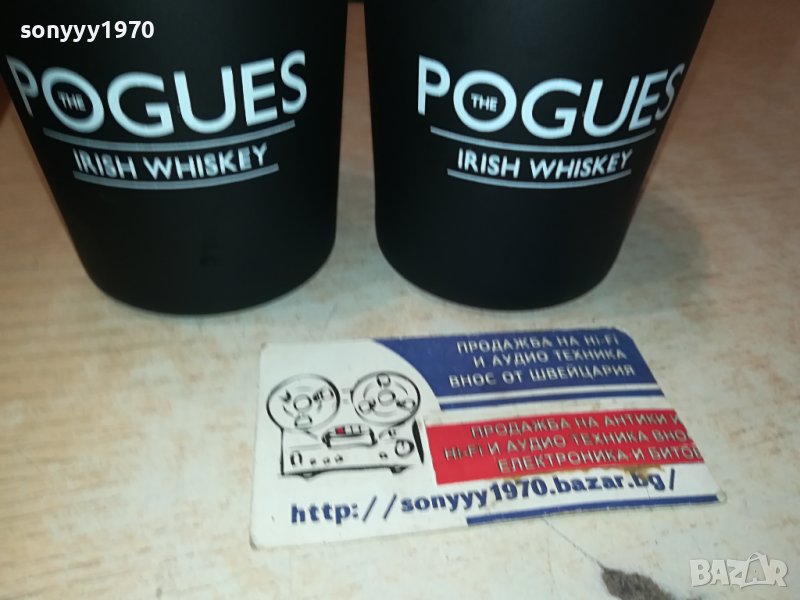 sonyyy1970
THE POGUES
IRISH WHISKEY
THE POGUES
IRISH WHISKEY
ПРОДАЖБА НА HI-FI
И АУДИО ТЕХНИКА
ВНОС ОТ ШВЕЙЦАРИЯ
ПРОДАЖБА НА АНТИКИ И
HI-FI И АУДИО ТЕХНИКА ВНО
ЕЛЕКТРОНИКА И БИТОВ
http://sonyyy1970.bazar.bg/
BAZAR